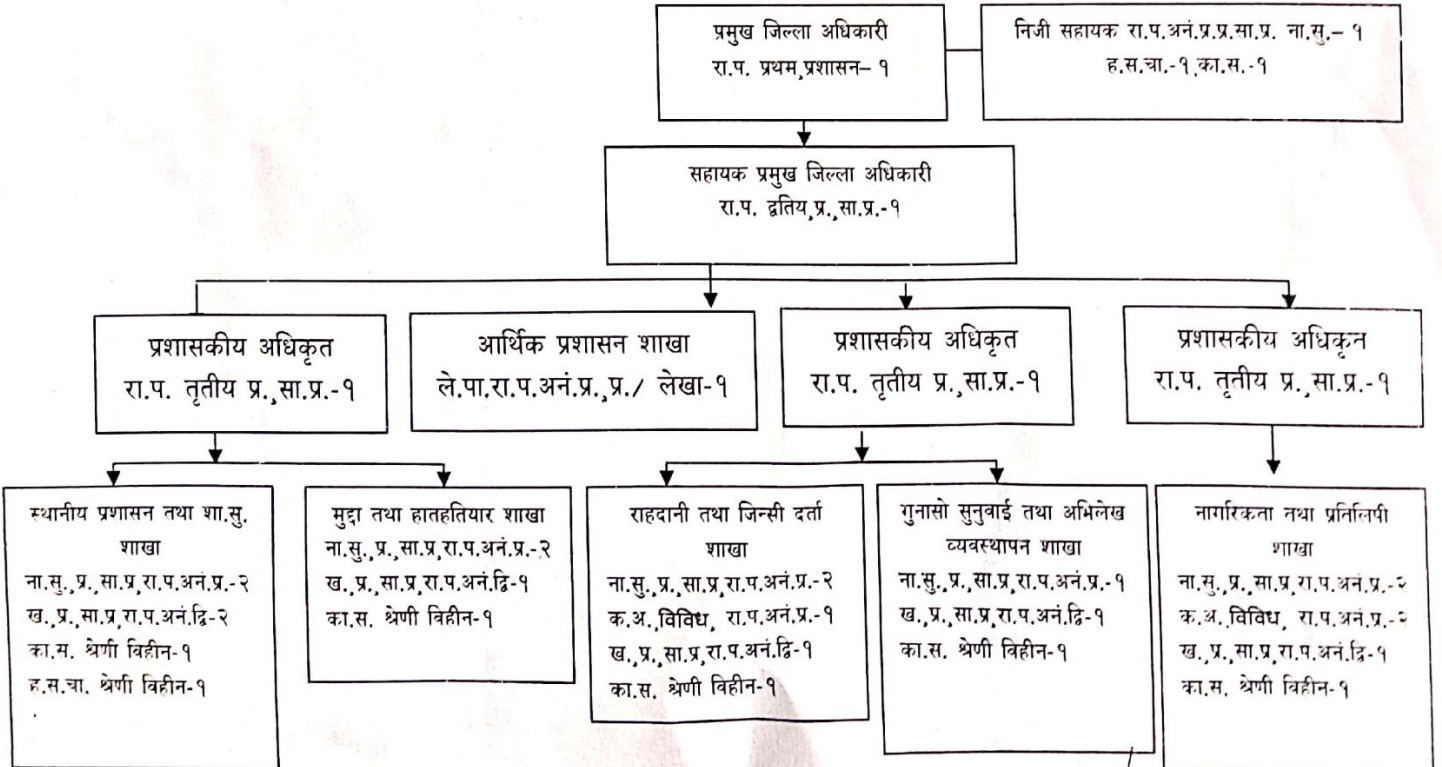 प्रमुख जिल्ला अधिकारी
रा.प. प्रथम,प्रशासन– १
निजी सहायक रा.प.अनं.प्र.प्र.सा.प्र. ना.सु.– १
ह.स.चा.-१,का.स.-१
सहायक प्रमुख जिल्ला अधिकारी
रा.प. द्वतिय,प्र.,सा.प्र.-१
प्रशासकीय अधिकृत
रा.प. तृतीय प्र.,सा.प्र.-१
आर्थिक प्रशासन शाखा
ले.पा.रा.प.अनं.प्र.,प्र./ लेखा-१
प्रशासकीय अधिकृत
रा.प. तृतीय प्र.,सा.प्र.-१
प्रशासकीय अधिकृत
रा.प. तृतीय प्र.,सा.प्र.-१
स्थानीय प्रशासन तथा शा.सु.
शाखा
ना.सु.,प्र.,सा.प्र,रा.प.अनं.प्र.-२
ख.,प्र.,सा.प्र,रा.प.अनं.द्वि-२
का.स. श्रेणी विहीन-१
ह.स.चा. श्रेणी विहीन-१
मुद्दा तथा हातहतियार शाखा
ना.सु.,प्र.,सा.प्र,रा.प.अनं.प्र.-२
ख.,प्र.,सा.प्र,रा.प.अनं.द्वि-१
का.स. श्रेणी विहीन-१
राहदानी तथा जिन्सी दर्ता
शाखा
ना.सु.,प्र.,सा.प्र,रा.प.अनं.प्र.-२
क.अ.,विविध, रा.प.अनं.प्र.-१
ख.,प्र.,सा.प्र,रा.प.अनं.द्वि-१
का.स. श्रेणी विहीन-१
गुनासो सुनुवाई तथा अभिलेख
व्यवस्थापन शाखा
ना.सु.,प्र.,सा.प्र,रा.प.अनं.प्र.-१
ख.,प्र.,सा.प्र,रा.प.अनं.द्वि-१
का.स. श्रेणी विहीन-१
नागरिकता तथा प्रतिलिपी
शाखा
ना.सु.,प्र.,सा.प्र,रा.प.अनं.प्र.-२
क.अ.,विविध, रा.प.अनं.प्र.-२
ख.,प्र.,सा.प्र,रा.प.अनं.द्वि-१
का.स. श्रेणी विहीन-१